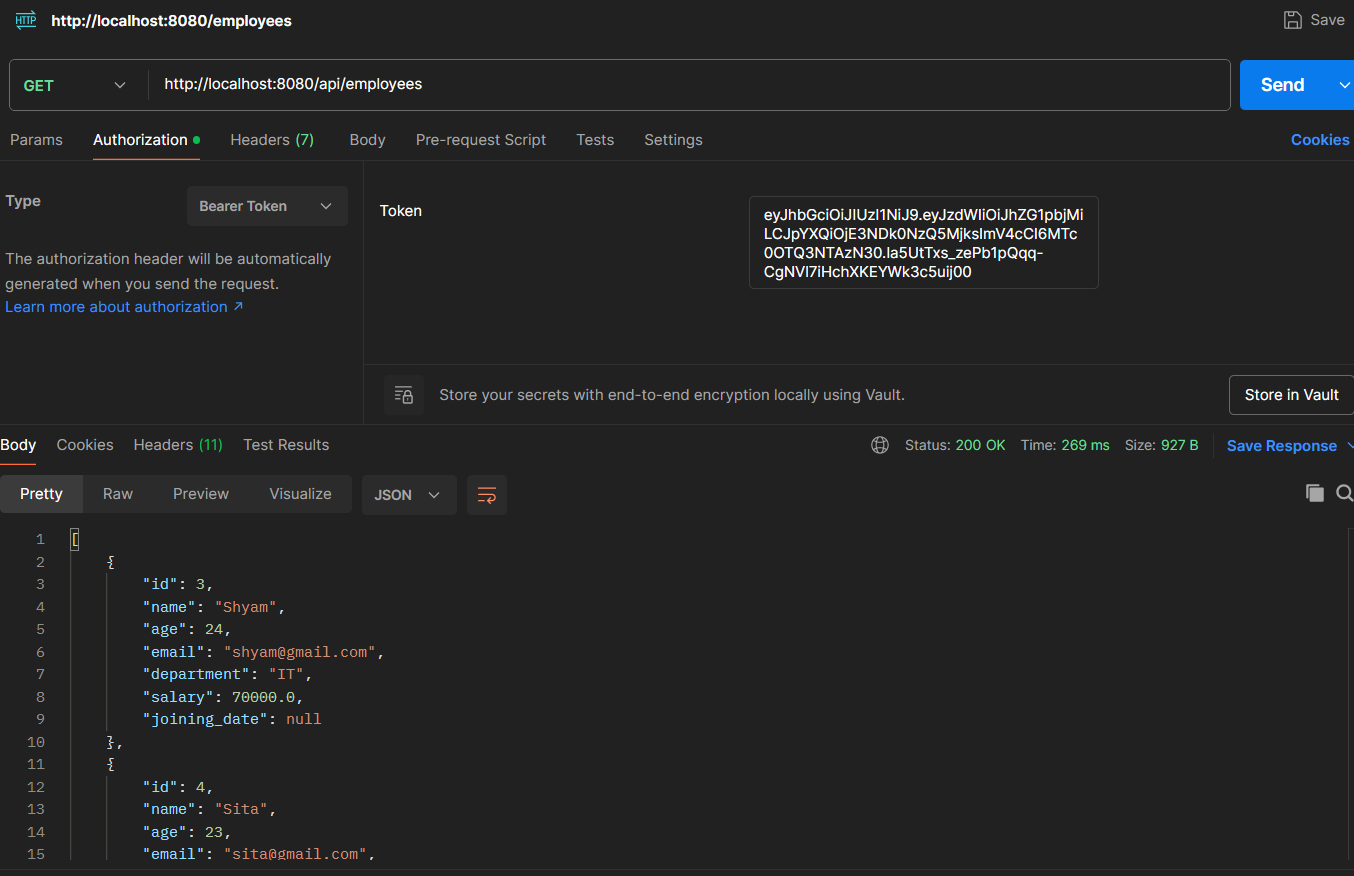 HTTP http://localhost:8080/employees Save
GET http://localhost:8080/api/employees Send
Params Authorization Headers (7) Body Pre-request Script Tests Settings Cookies
Type Bearer Token
Token
eyJhbGciOiJIUzI1NiJ9.eyJzdWIiOiJhZG1pbjMi
LCJpYXQiOjE3NDk0NzQ5MjksImV4cCI6MTc
0OTQ3NTAzN30.la5UtTxs_zePb1pQqq-
CgNVl7iHchXKEYWk3c5uij00
The authorization header will be automatically
generated when you send the request.
Learn more about authorization ↗
Store your secrets with end-to-end encryption locally using Vault. Store in Vault
Body Cookies Headers (11) Test Results Status: 200 OK Time: 269 ms Size: 927 B Save Response
Pretty Raw Preview Visualize JSON
1 [
2 {
3 "id": 3,
4 "name": "Shyam",
5 "age": 24,
6 "email": "shyam@gmail.com",
7 "department": "IT",
8 "salary": 70000.0,
9 "joining_date": null
10 },
11 {
12 "id": 4,
13 "name": "Sita",
14 "age": 23,
15 "email": "sita@gmail.com",